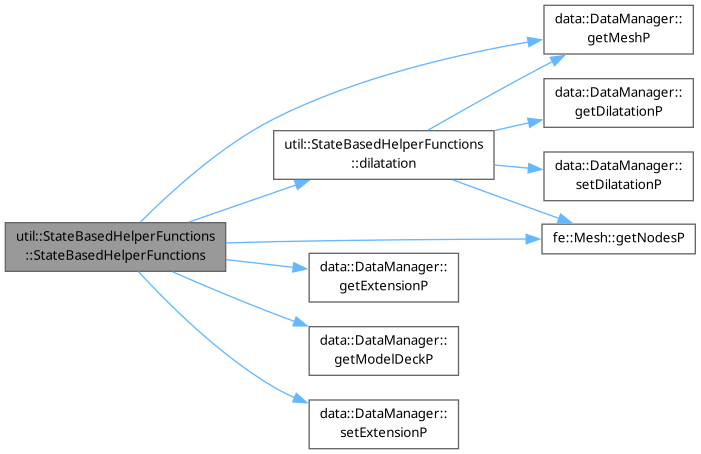 data::DataManager::
getMeshP
data::DataManager::
getDilatationP
util::StateBasedHelperFunctions
::dilatation
data::DataManager::
setDilatationP
util::StateBasedHelperFunctions
::StateBasedHelperFunctions
fe::Mesh::getNodesP
data::DataManager::
getExtensionP
data::DataManager::
getModelDeckP
data::DataManager::
setExtensionP